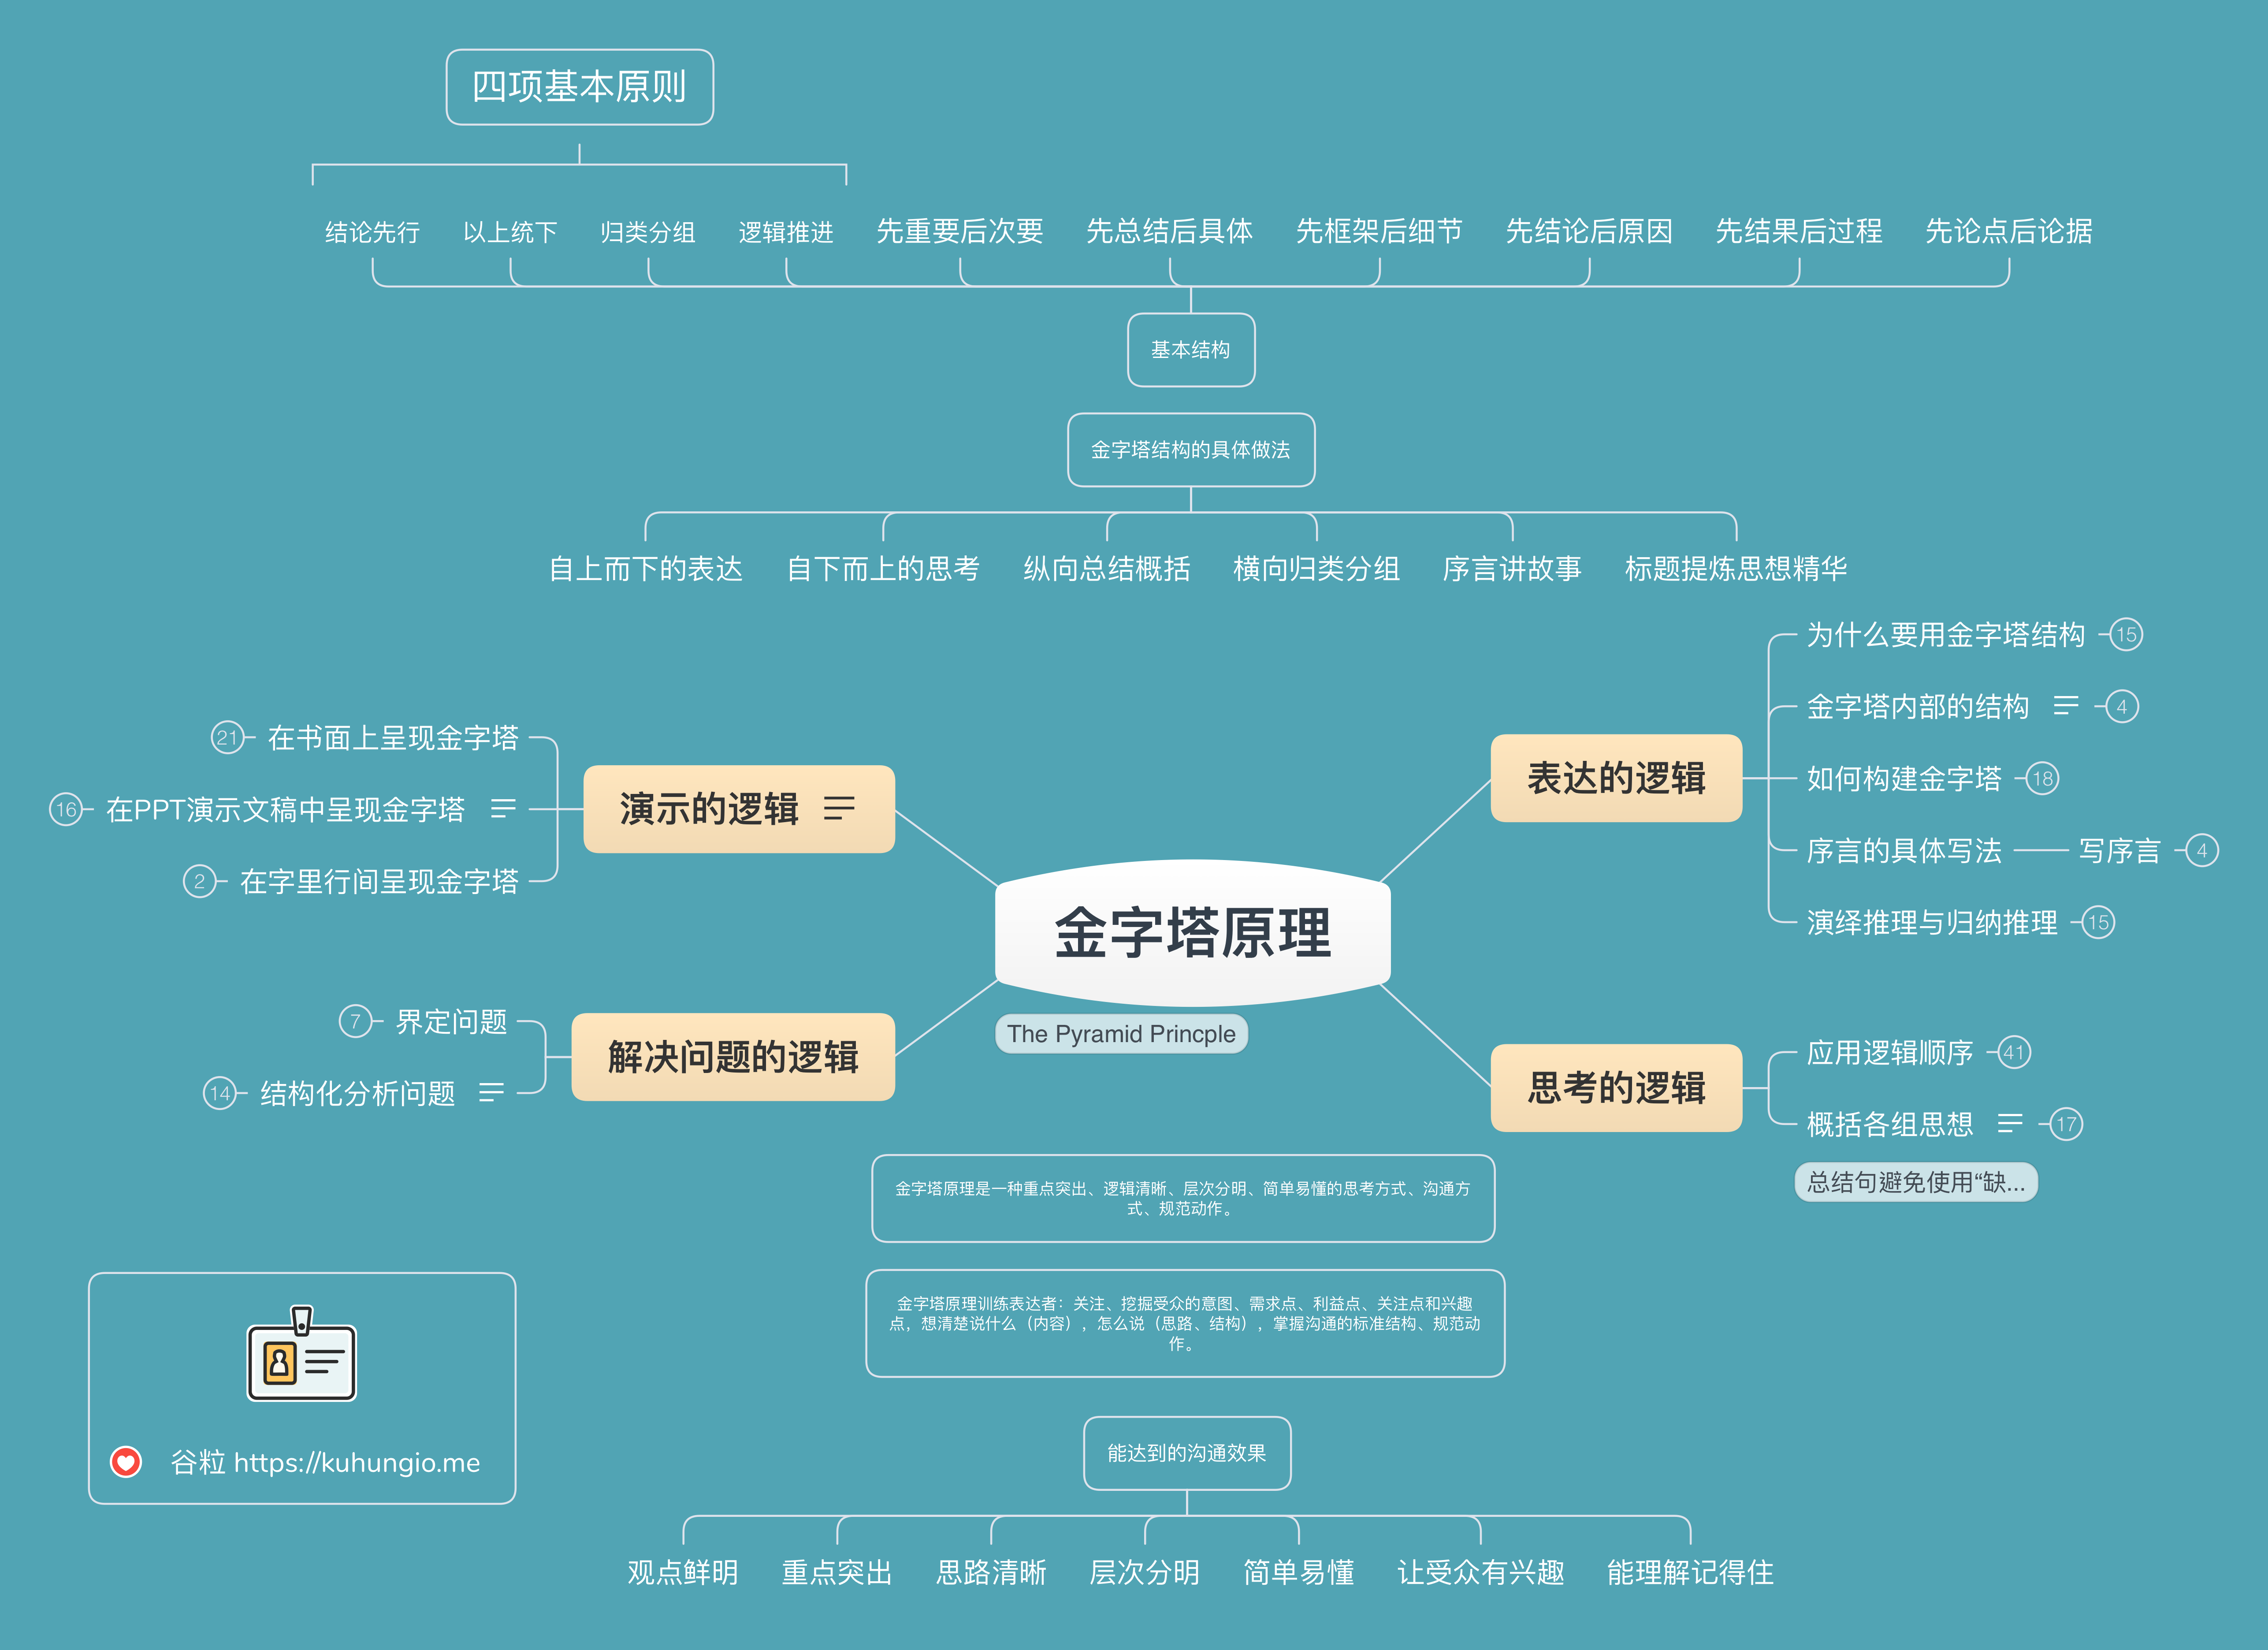 四项基本原则
结论先行
以上统下
归类分组
逻辑推进
先重要后次要
先总结后具体
先框架后细节
先结论后原因
先结果后过程
先论点后论据
基本结构
金字塔结构的具体做法
自上而下的表达
自下而上的思考
纵向总结概括
横向归类分组
序言讲故事
标题提炼思想精华
21
在书面上呈现金字塔
16
在PPT演示文稿中呈现金字塔
2
在字里行间呈现金字塔
演示的逻辑
7
界定问题
14
结构化分析问题
解决问题的逻辑
金字塔原理
The Pyramid Princple
表达的逻辑
为什么要用金字塔结构
15
金字塔内部的结构
4
如何构建金字塔
18
序言的具体写法
写序言
4
演绎推理与归纳推理
15
思考的逻辑
应用逻辑顺序
41
概括各组思想
17
总结句避免使用“缺...
金字塔原理是一种重点突出、逻辑清晰、层次分明、简单易懂的思考方式、沟通方
式、规范动作。
金字塔原理训练表达者：关注、挖掘受众的意图、需求点、利益点、关注点和兴趣
点，想清楚说什么（内容），怎么说（思路、结构），掌握沟通的标准结构、规范动
作。
谷粒 https://kuhungio.me
能达到的沟通效果
观点鲜明
重点突出
思路清晰
层次分明
简单易懂
让受众有兴趣
能理解记得住